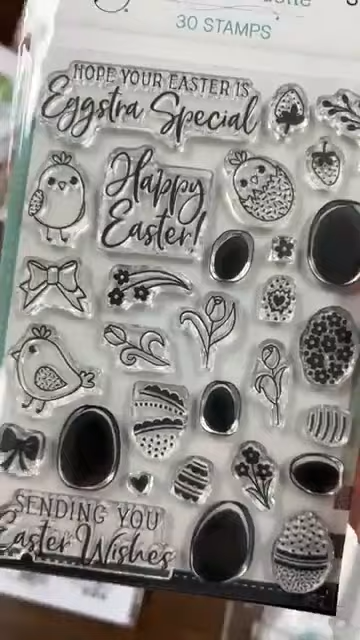 30 STAMPS
HOPE YOUR EASTER IS
Eggstra Special
Happy
Easter!
SENDING YOU
Easter Wishes